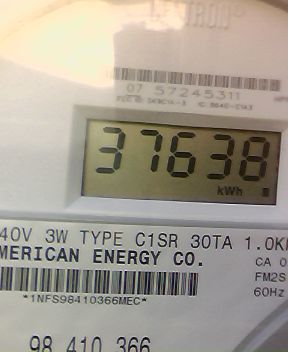 ITRON®
07 57245311
37638
kWh
40V 3W TYPE C1SR 30TA 1.0K
MERICAN ENERGY CO.
CA 0
FM2S
60Hz
*1NFS98410366MEC*
98 410 366